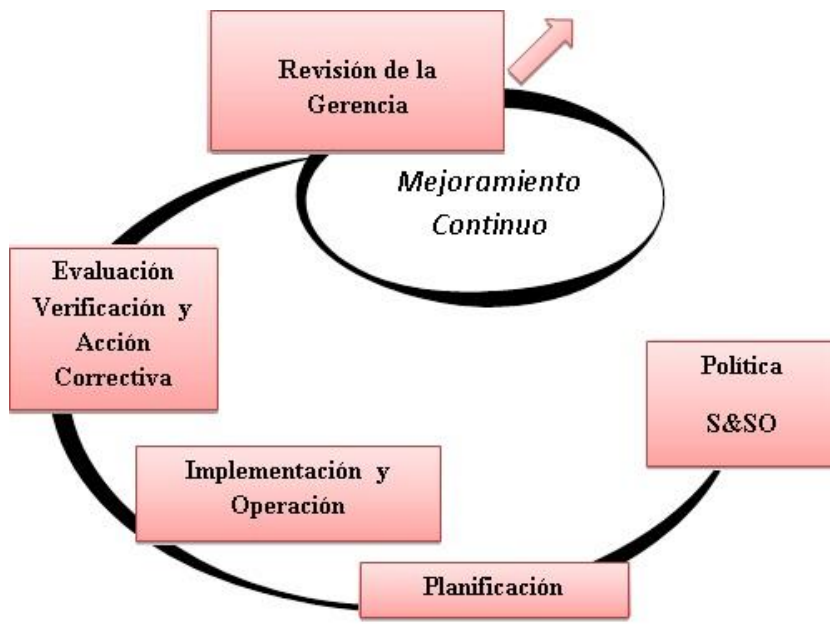 Revisión de la
Gerencia
Mejoramiento
Continuo
Evaluación
Verificación y
Acción
Correctiva
Política
S&SO
Implementación y
Operación
Planificación